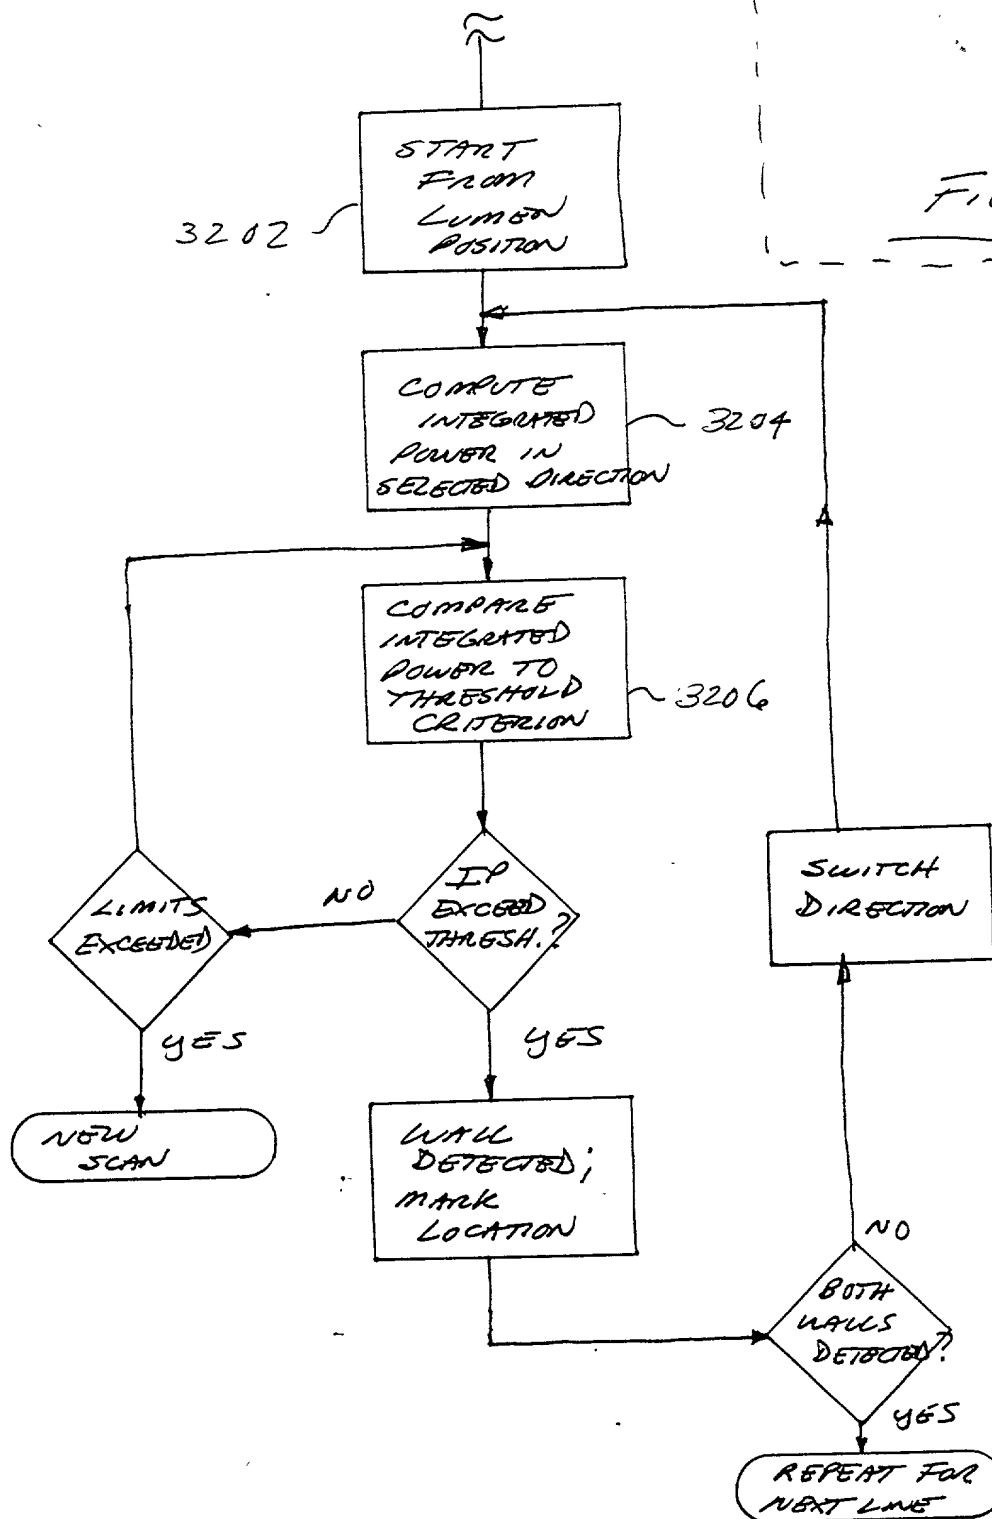 START
FROM
LUMEN
POSITION
3202
FI
COMPUTE
INTEGRATED
POWER IN
SELECTED DIRECTION
3204
COMPARE
INTEGRATED
POWER TO
THRESHOLD
CRITERION
3206
IP
EXCEED
THRESH.?
NO
LIMITS
EXCEEDED
YES
NEW
SCAN
YES
WALL
DETECTED;
MARK
LOCATION
SWITCH
DIRECTION
NO
BOTH
WALLS
DETECTED?
YES
REPEAT FOR
NEXT LINE